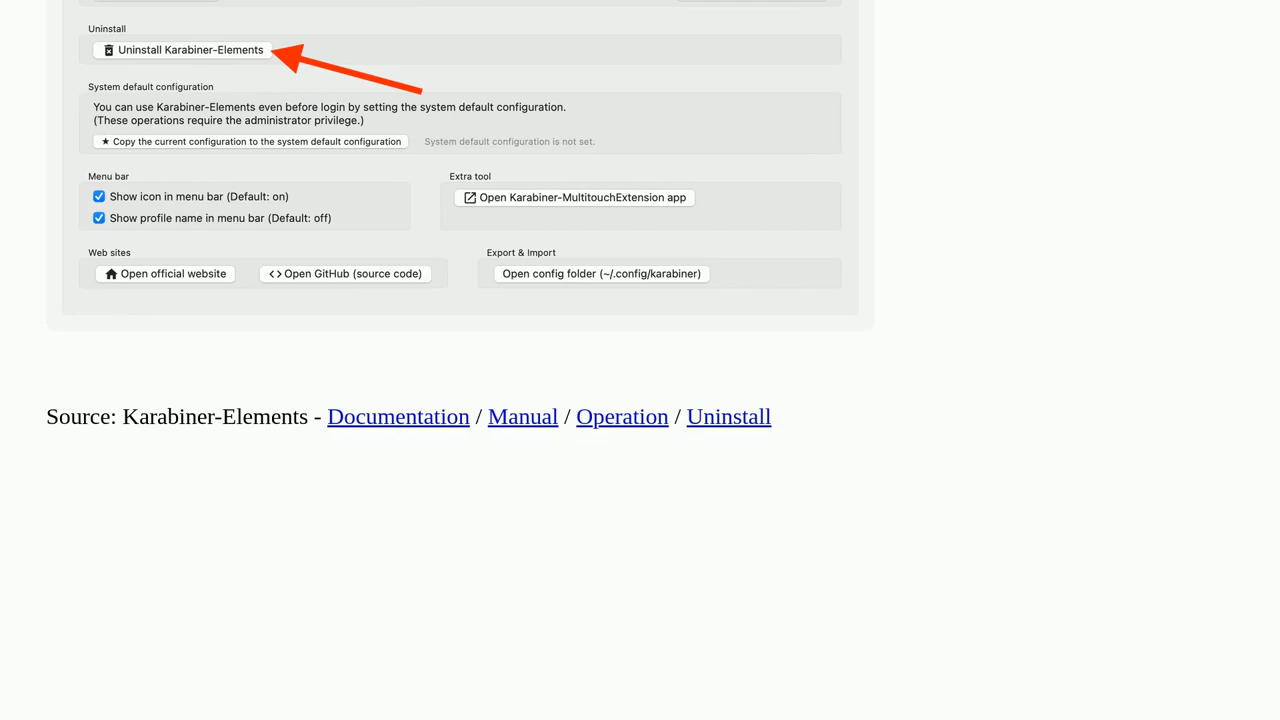 Uninstall
Uninstall Karabiner-Elements
System default configuration
You can use Karabiner-Elements even before login by setting the system default configuration.
(These operations require the administrator privilege.)
★ Copy the current configuration to the system default configuration System default configuration is not set.
Menu bar
Show icon in menu bar (Default: on)
Show profile name in menu bar (Default: off)
Extra tool
Open Karabiner-MultitouchExtension app
Web sites
Open official website <> Open GitHub (source code)
Export & Import
Open config folder (~/.config/karabiner)
Source: Karabiner-Elements - Documentation / Manual / Operation / Uninstall